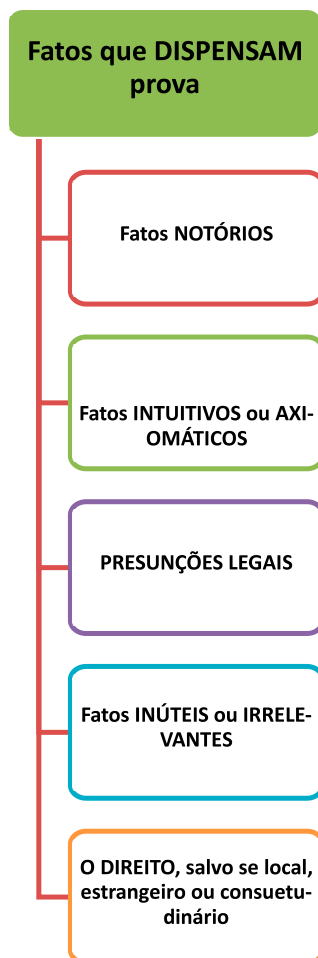 Fatos que DISPENSAM
prova
Fatos NOTÓRIOS
Fatos INTUITIVOS ou AXI-
OMÁTICOS
PRESUNÇÕES LEGAIS
Fatos INÚTEIS ou IRRELE-
VANTES
O DIREITO, salvo se local,
estrangeiro ou consuetu-
dinário